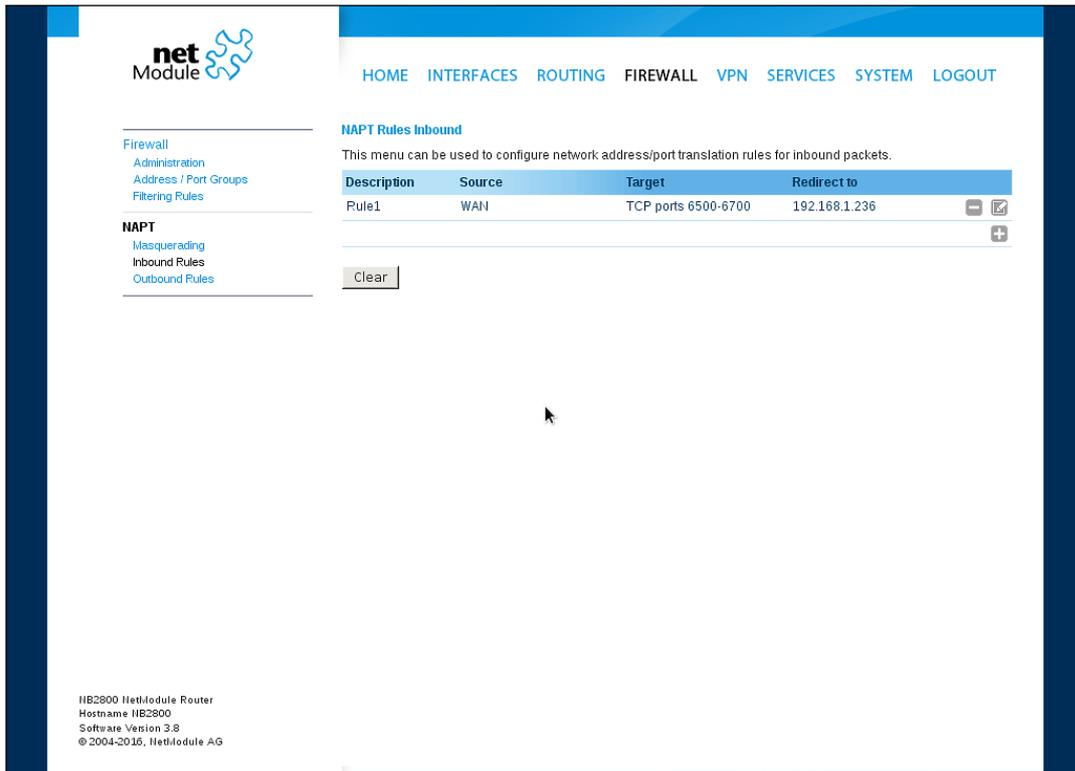 net
Module
HOME INTERFACES ROUTING FIREWALL VPN SERVICES SYSTEM LOGOUT
Firewall
Administration
Address / Port Groups
Filtering Rules
NAPT
Masquerading
Inbound Rules
Outbound Rules
NAPT Rules Inbound
This menu can be used to configure network address/port translation rules for inbound packets.
Description Source Target Redirect to
Rule1 WAN TCP ports 6500-6700 192.168.1.236
Clear
NB2800 NetModule Router
Hostname NB2800
Software Version 3.8
© 2004-2016, NetModule AG